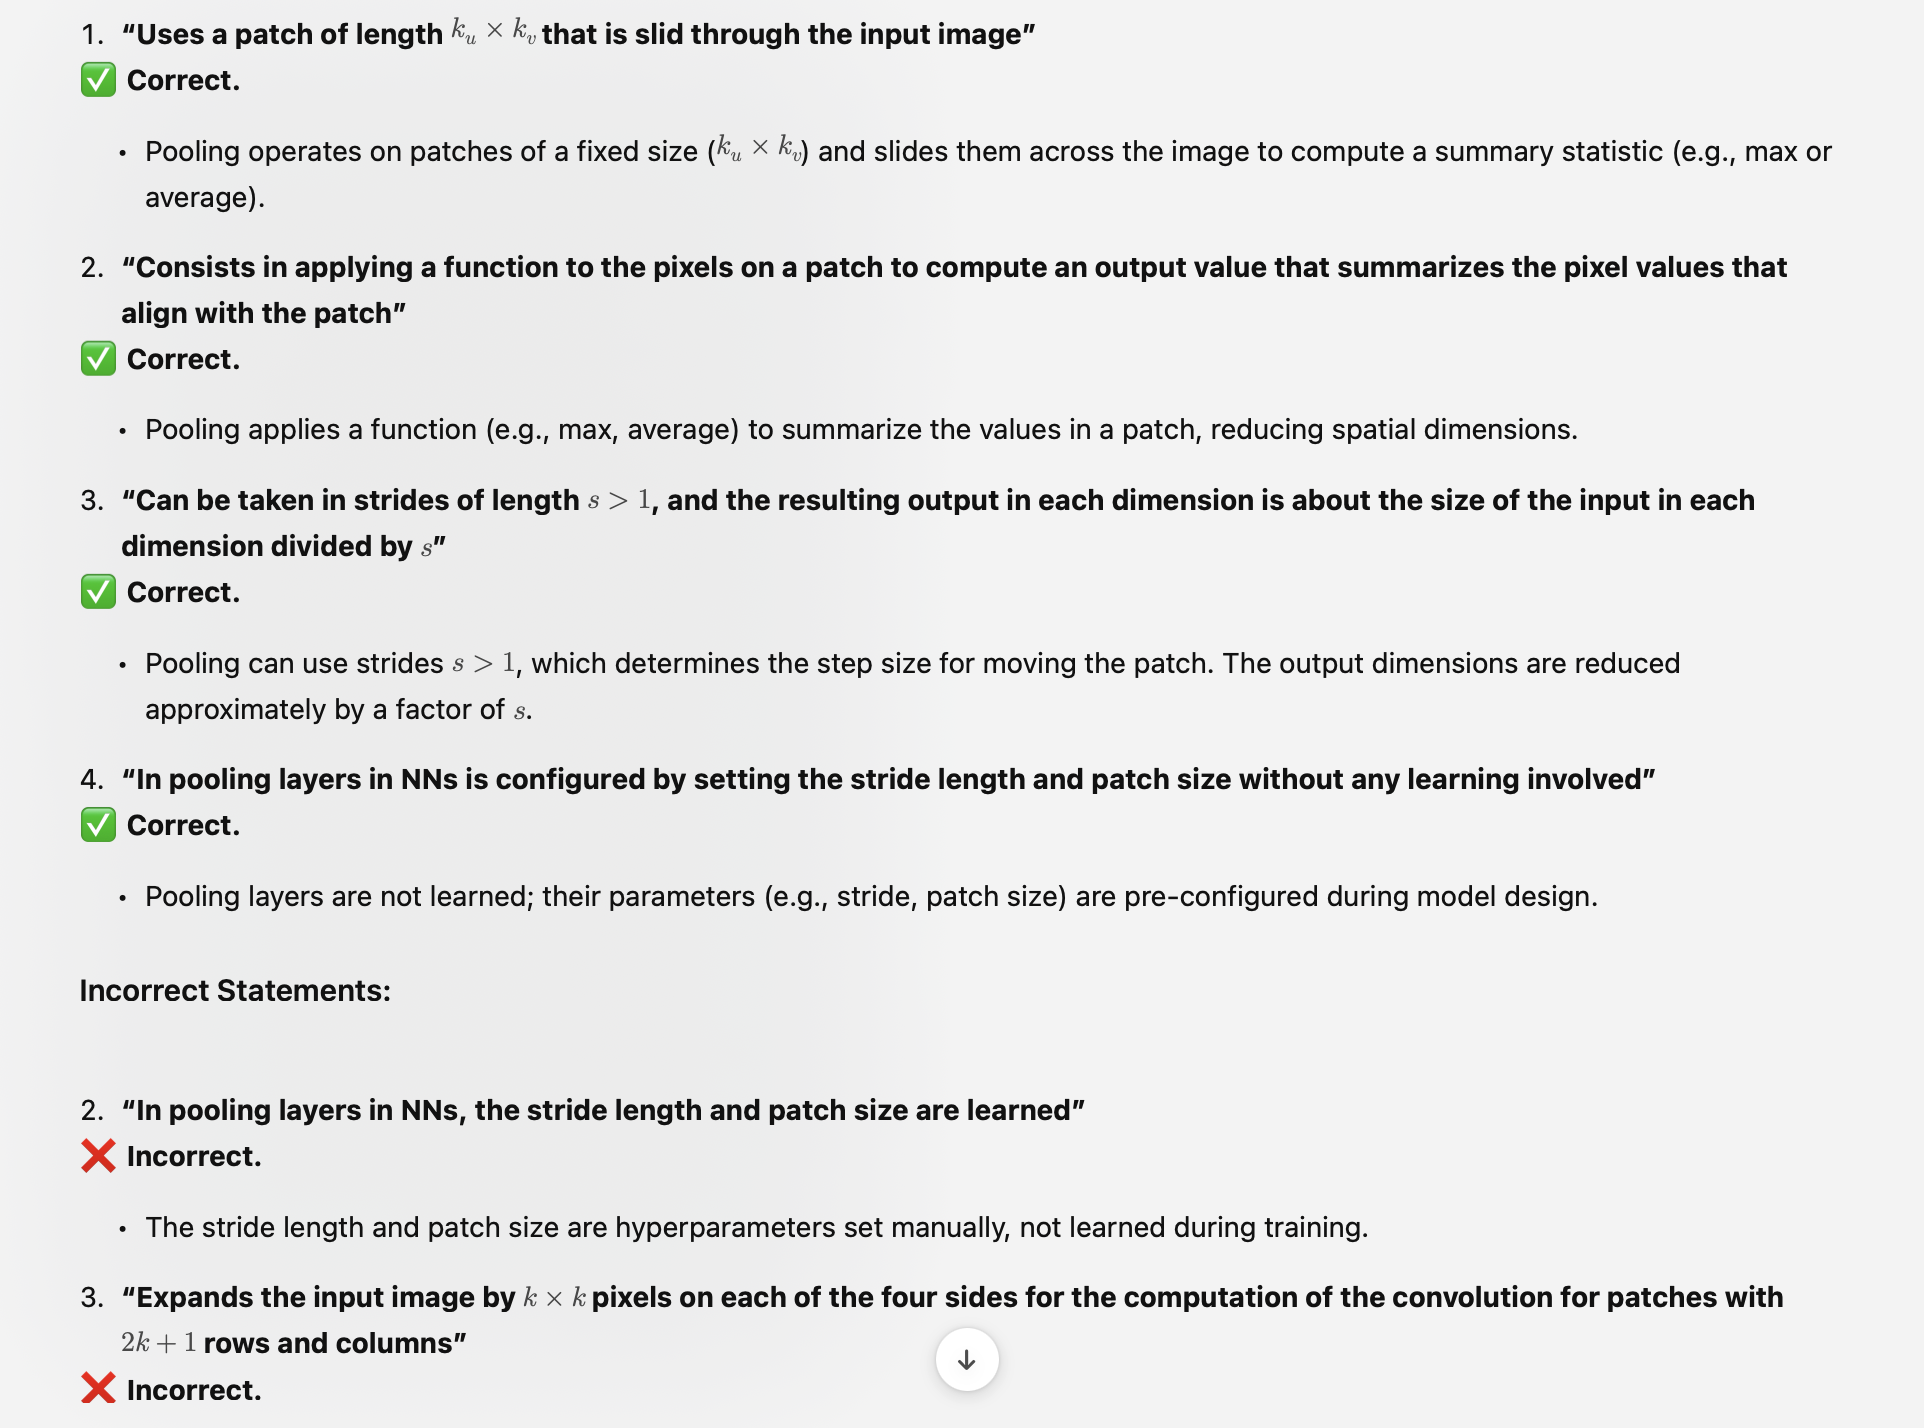 1. “Uses a patch of length k_u × k_v that is slid through the input image”
✅ Correct.
• Pooling operates on patches of a fixed size (k_u × k_v) and slides them across the image to compute a summary statistic (e.g., max or
average).
2. “Consists in applying a function to the pixels on a patch to compute an output value that summarizes the pixel values that
align with the patch”
✅ Correct.
• Pooling applies a function (e.g., max, average) to summarize the values in a patch, reducing spatial dimensions.
3. “Can be taken in strides of length s > 1, and the resulting output in each dimension is about the size of the input in each
dimension divided by s”
✅ Correct.
• Pooling can use strides s > 1, which determines the step size for moving the patch. The output dimensions are reduced
approximately by a factor of s.
4. “In pooling layers in NNs is configured by setting the stride length and patch size without any learning involved”
✅ Correct.
• Pooling layers are not learned; their parameters (e.g., stride, patch size) are pre-configured during model design.
Incorrect Statements:
2. “In pooling layers in NNs, the stride length and patch size are learned”
❌ Incorrect.
• The stride length and patch size are hyperparameters set manually, not learned during training.
3. “Expands the input image by k × k pixels on each of the four sides for the computation of the convolution for patches with
2k + 1 rows and columns”
❌ Incorrect.